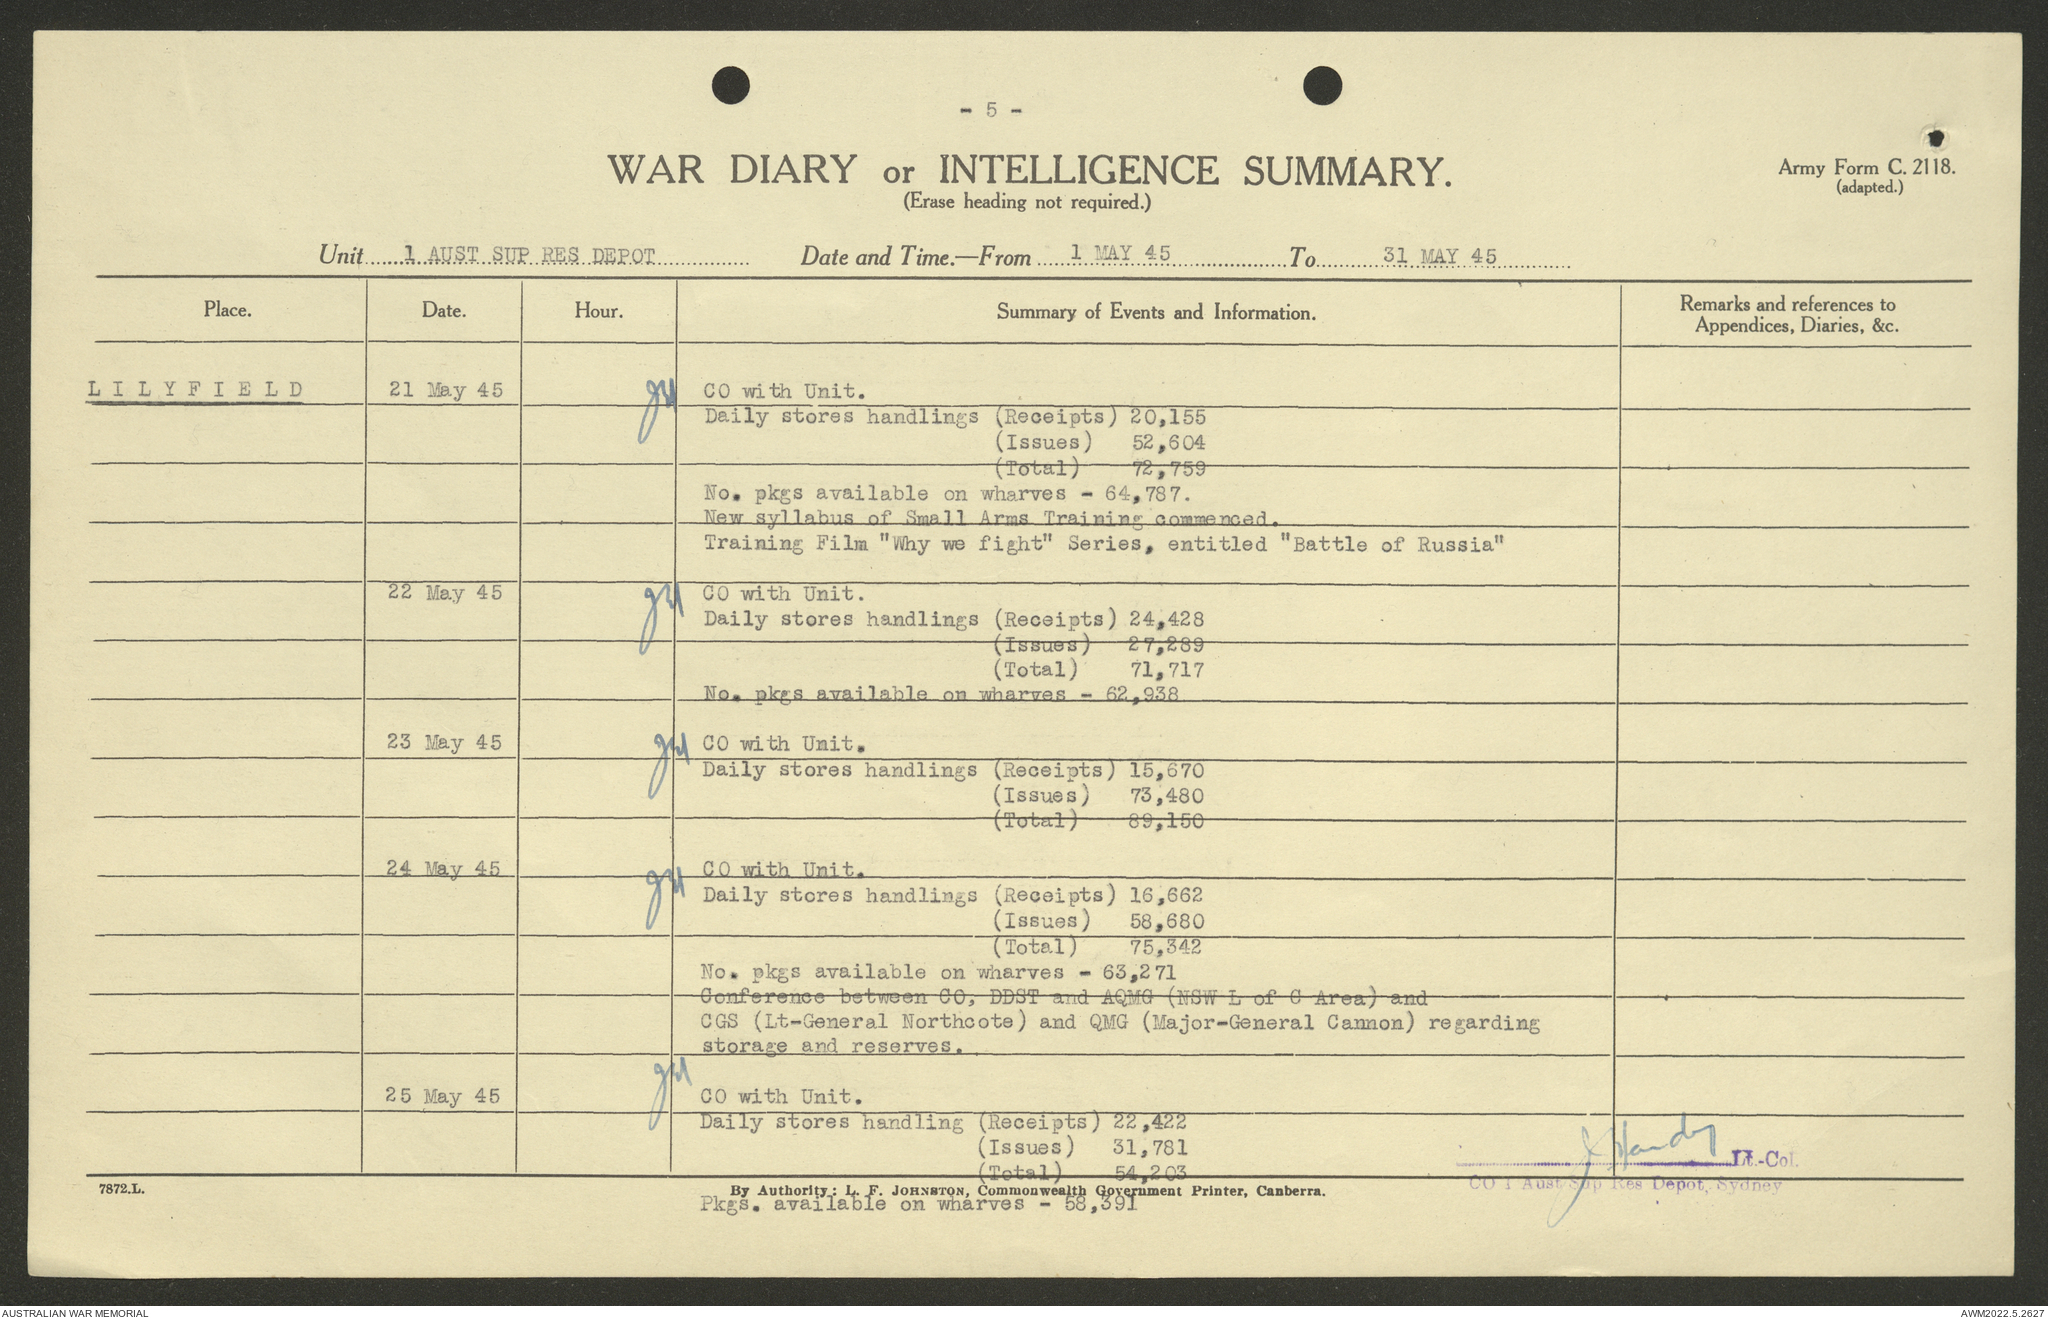 - 5 -
WAR DIARY or INTELLIGENCE SUMMARY.
(Erase heading not required.)
Army Form C. 2118.
(adapted.)
Unit 1 AUST SUP RES DEPOT Date and Time.—From 1 MAY 45 To 31 MAY 45
Place. Date. Hour. Summary of Events and Information. Remarks and references to Appendices, Diaries, &c.
LILYFIELD 21 May 45 CO with Unit.
Daily stores handlings (Receipts) 20,155
(Issues) 52,604
(Total) 72,759
No. pkgs available on wharves - 64,787.
New syllabus of Small Arms Training commenced.
Training Film "Why we fight" Series, entitled "Battle of Russia"
22 May 45 CO with Unit.
Daily stores handlings (Receipts) 24,428
(Issues) 27,289
(Total) 71,717
No. pkgs available on wharves - 62,938
23 May 45 CO with Unit.
Daily stores handlings (Receipts) 15,670
(Issues) 73,480
(Total) 89,150
24 May 45 CO with Unit.
Daily stores handlings (Receipts) 16,662
(Issues) 58,680
(Total) 75,342
No. pkgs available on wharves - 63,271
Conference between CO, DDST and AQMG (NSW L of C Area) and
CGS (Lt-General Northcote) and QMG (Major-General Cannon) regarding
storage and reserves.
25 May 45 CO with Unit.
Daily stores handling (Receipts) 22,422
(Issues) 31,781
(Total) 54,203
Pkgs. available on wharves - 58,391
Lt.-Col.
CO 1 Aust Sup Res Depot, Sydney
7872.L.
By Authority: L. F. JOHNSTON, Commonwealth Government Printer, Canberra.
AUSTRALIAN WAR MEMORIAL
AWM2022.5.2627